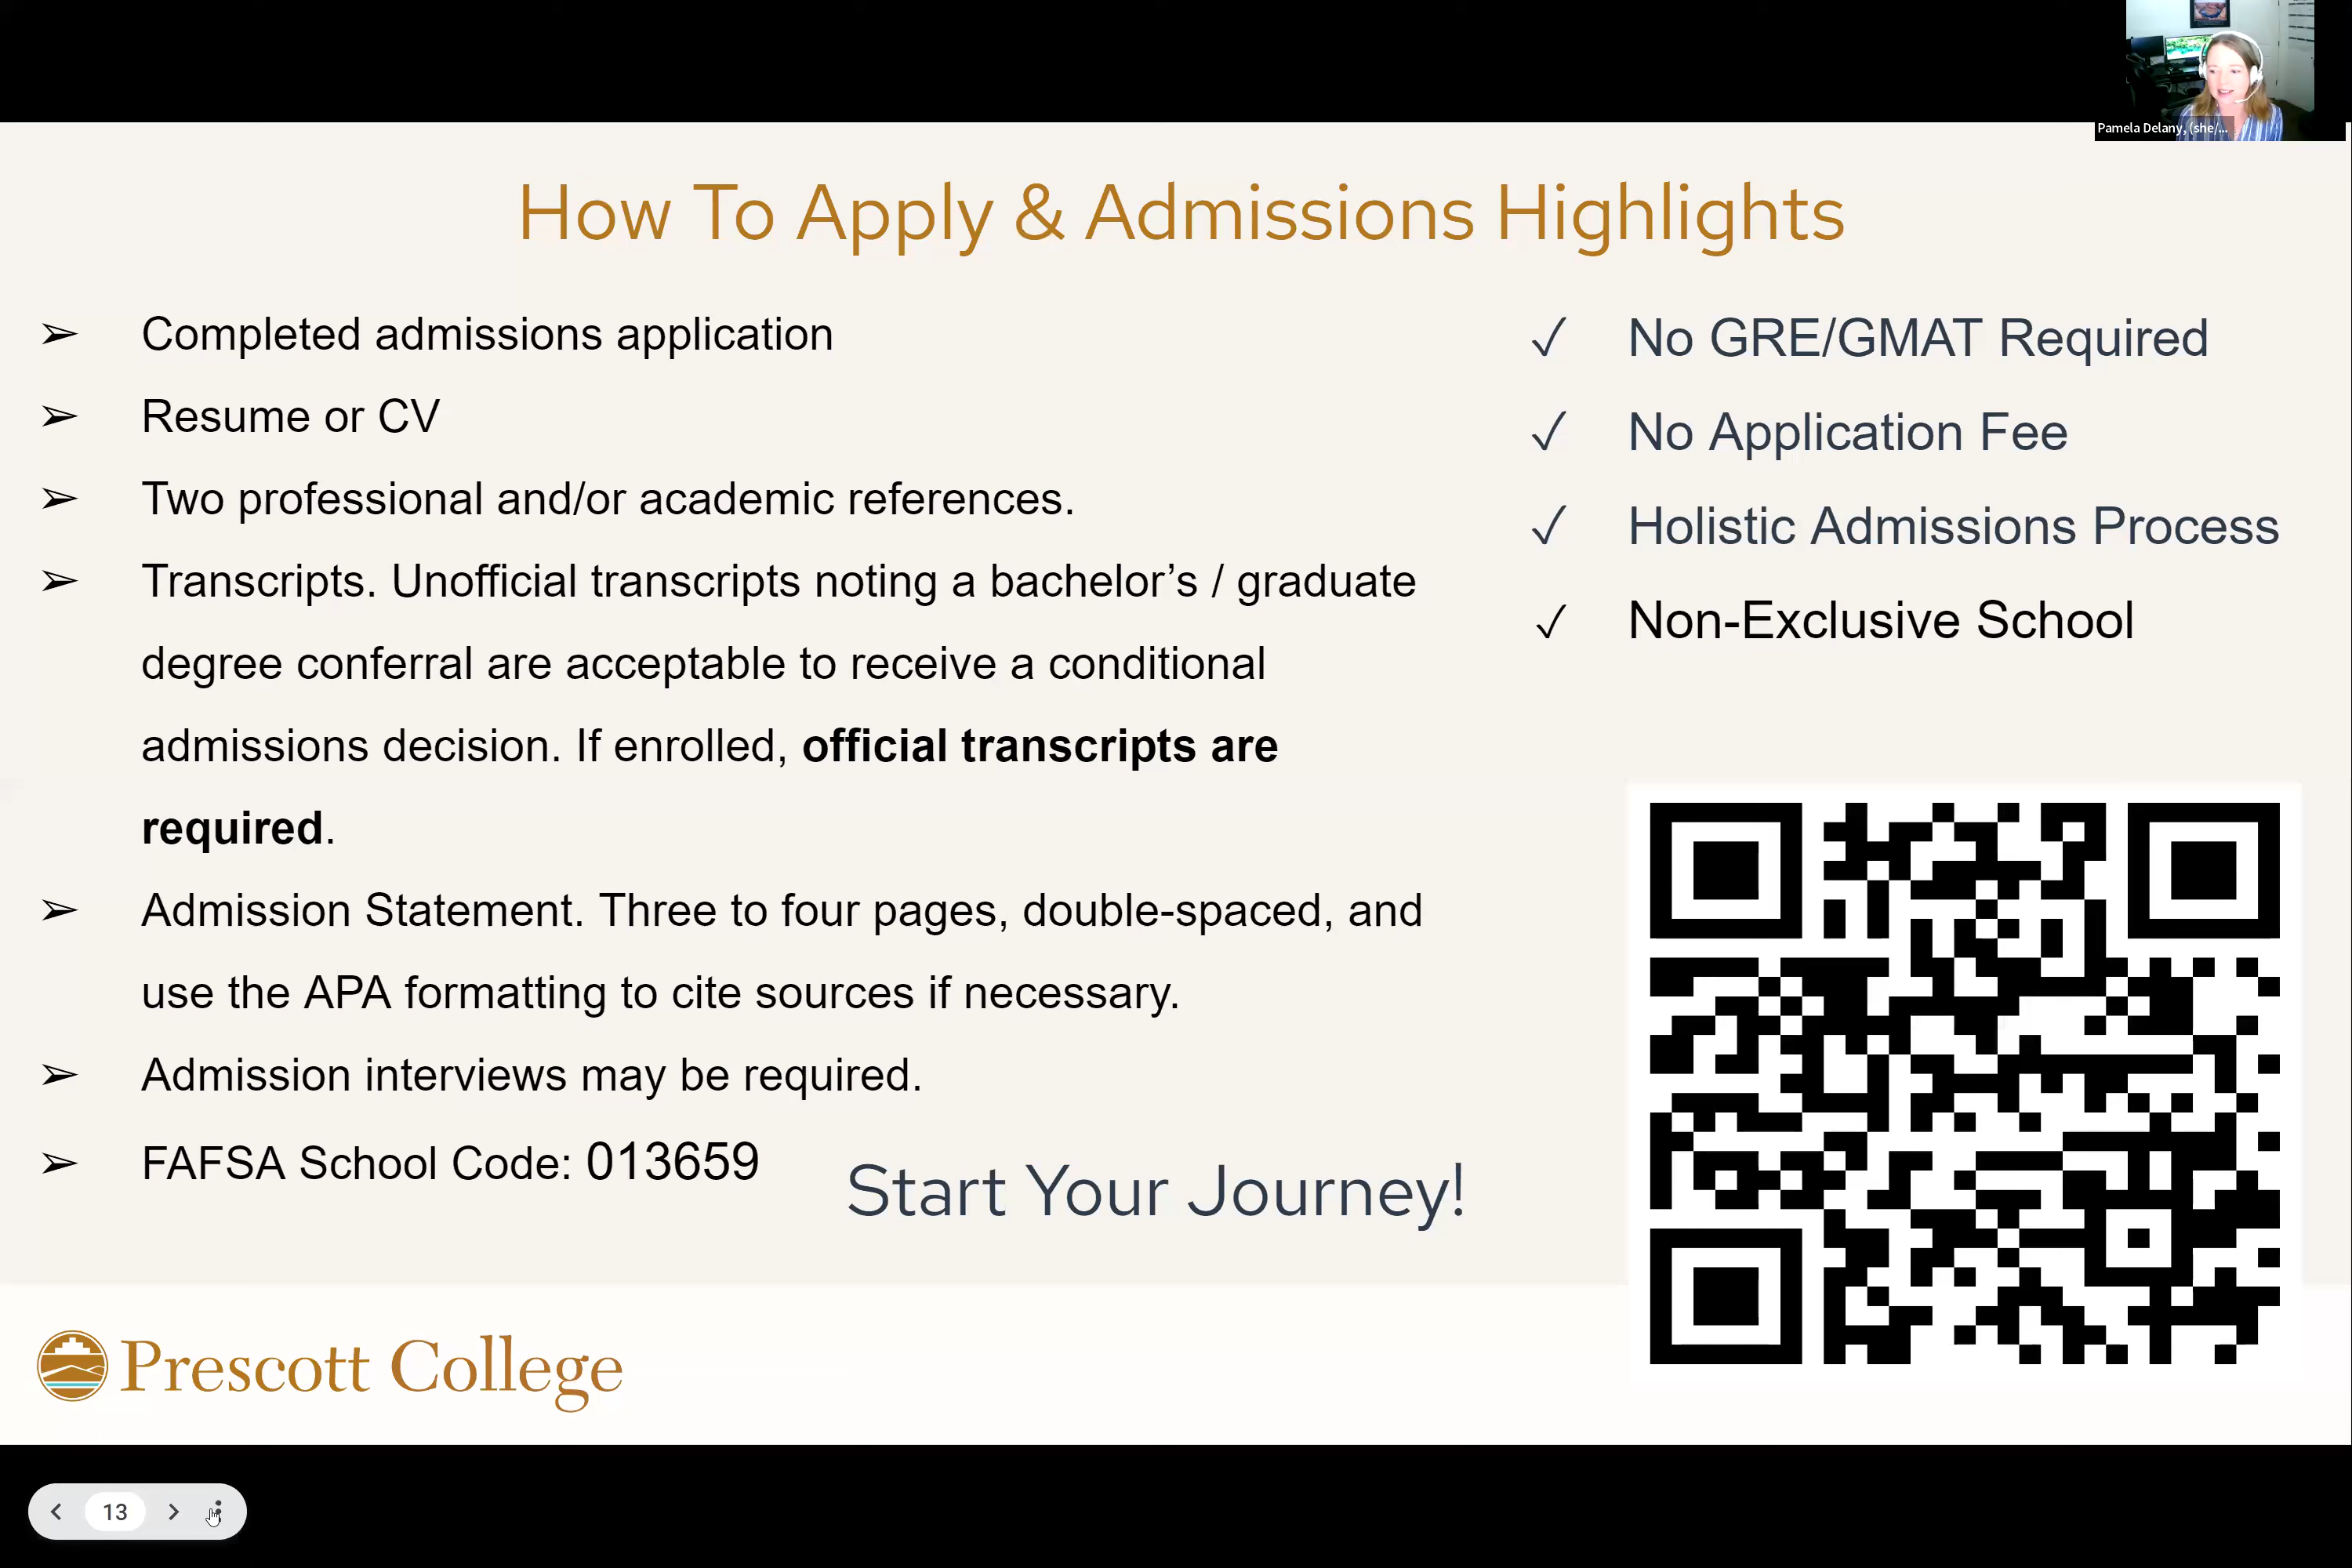 Pamela Delany, (she/...
How To Apply & Admissions Highlights
➢ Completed admissions application
➢ Resume or CV
➢ Two professional and/or academic references.
➢ Transcripts. Unofficial transcripts noting a bachelor’s / graduate
degree conferral are acceptable to receive a conditional
admissions decision. If enrolled, official transcripts are
required.
➢ Admission Statement. Three to four pages, double-spaced, and
use the APA formatting to cite sources if necessary.
➢ Admission interviews may be required.
➢ FAFSA School Code: 013659
✓ No GRE/GMAT Required
✓ No Application Fee
✓ Holistic Admissions Process
✓ Non-Exclusive School
Start Your Journey!
Prescott College
13